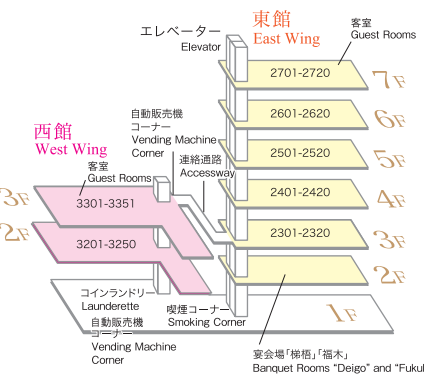 東館
East Wing
エレベーター
Elevator
客室
Guest Rooms
2701-2720
7F
2601-2620
6F
自動販売機
コーナー
Vending Machine
Corner
西館
West Wing
2501-2520
5F
連絡通路
Accessway
客室
Guest Rooms
2401-2420
4F
3F
3301-3351
2301-2320
3F
2F
3201-3250
2F
コインランドリー
Launderette
喫煙コーナー
Smoking Corner
1F
自動販売機
コーナー
Vending Machine
Corner
宴会場「梯梧」「福木」
Banquet Rooms “Deigo” and “Fuku